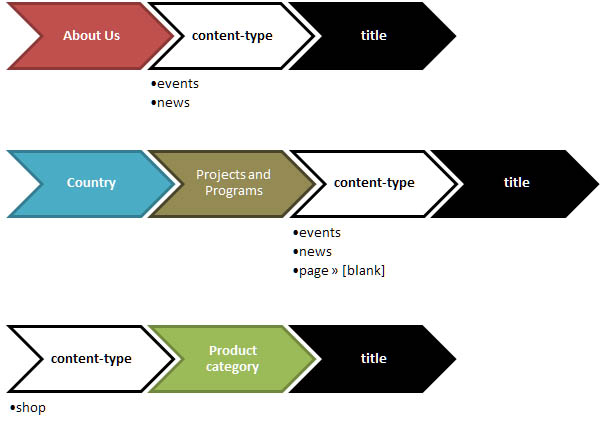 About Us content-type title
•events
•news
Country Projects and Programs content-type title
•events
•news
•page » [blank]
content-type Product category title
•shop